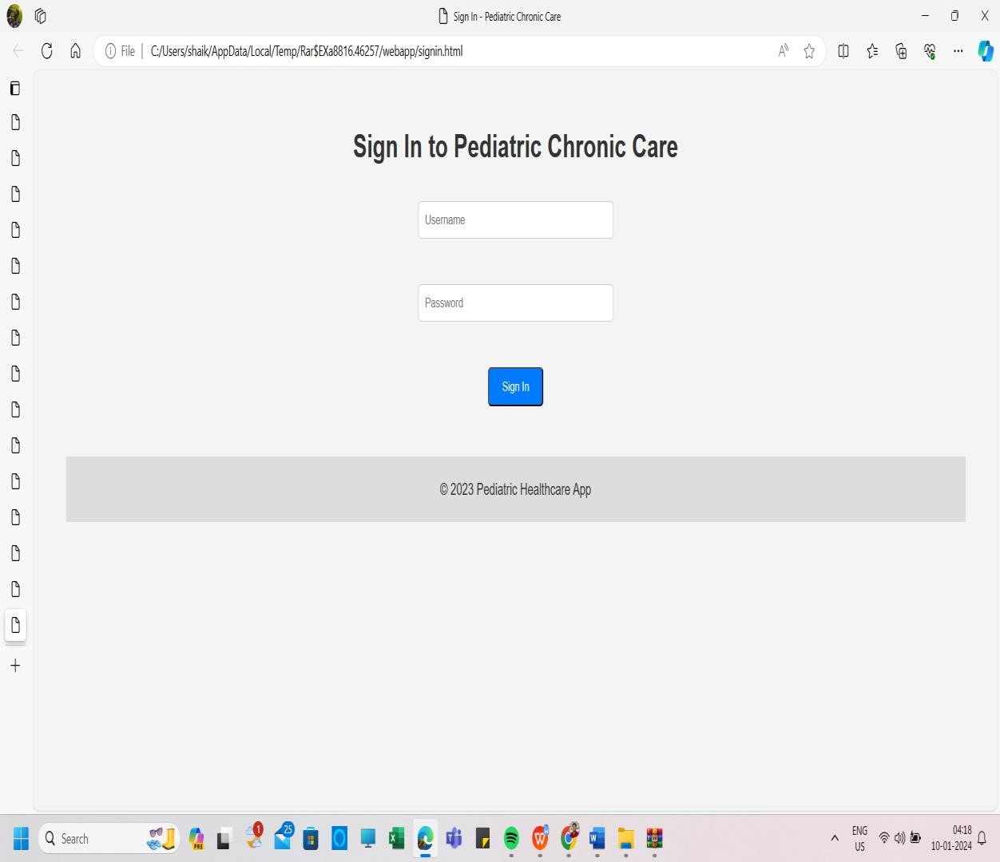 Sign In - Pediatric Chronic Care
File
C:/Users/shaik/AppData/Local/Temp/Rar$EXa8816.46257/webapp/signin.html
Sign In to Pediatric Chronic Care
Username
Password
Sign In
© 2023 Pediatric Healthcare App
Search
PRE
1
25
ENG
US
04:18
10-01-2024